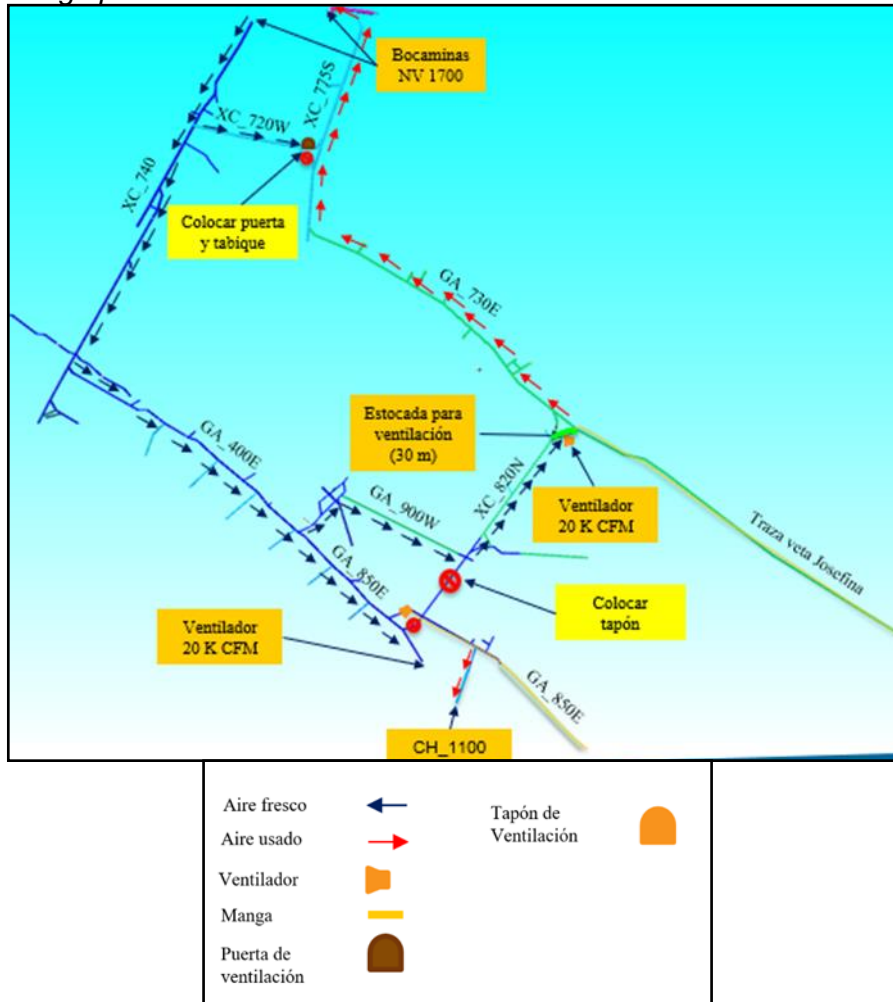 Bocaminas
NV 1700
XC_775S
XC_720W
XC_740
Colocar puerta
y tabique
GA_730E
Estocada para
ventilación
(30 m)
GA_400E
GA_900W
XC_820N
Ventilador
20 K CFM
Traza veta Josefina
GA_850E
Colocar
tapón
Ventilador
20 K CFM
GA_850E
CH_1100
Aire fresco
Aire usado
Ventilador
Manga
Puerta de
ventilación
Tapón de
Ventilación